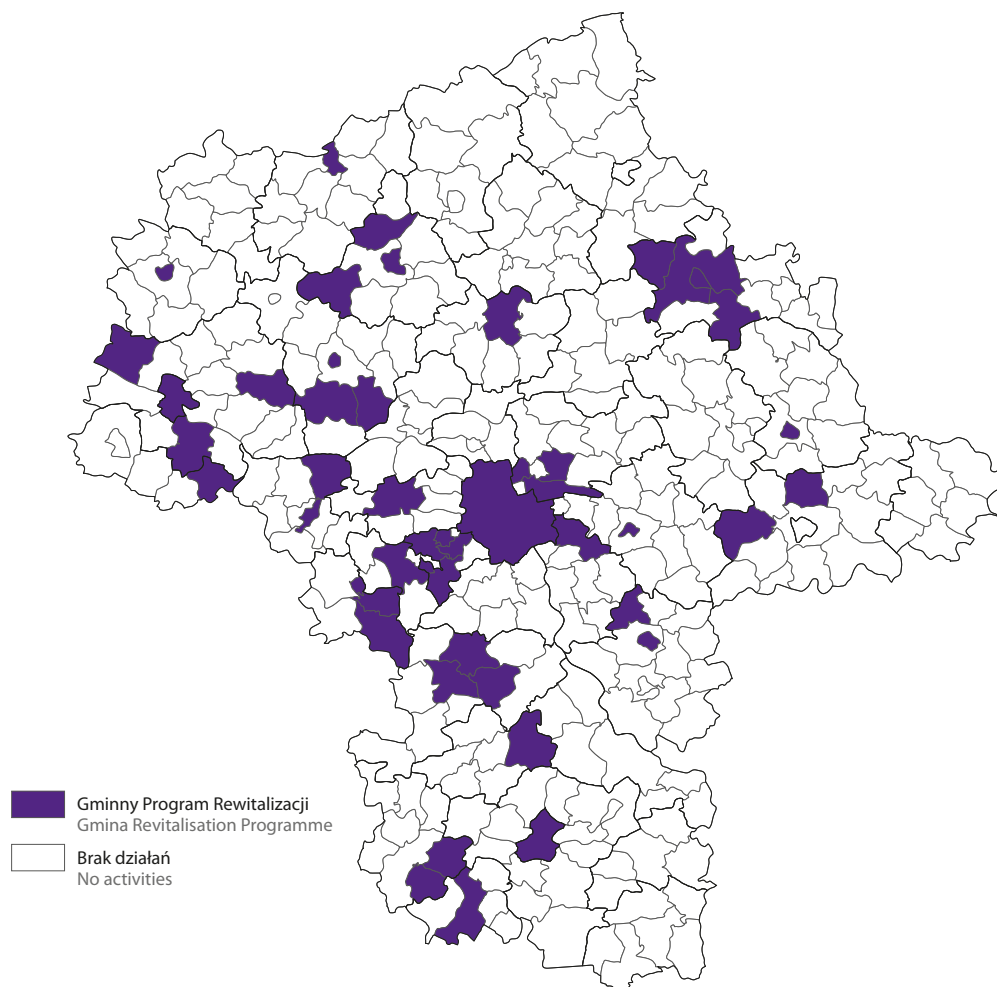 Gminny Program Rewitalizacji
Gmina Revitalisation Programme
Brak działań
No activities